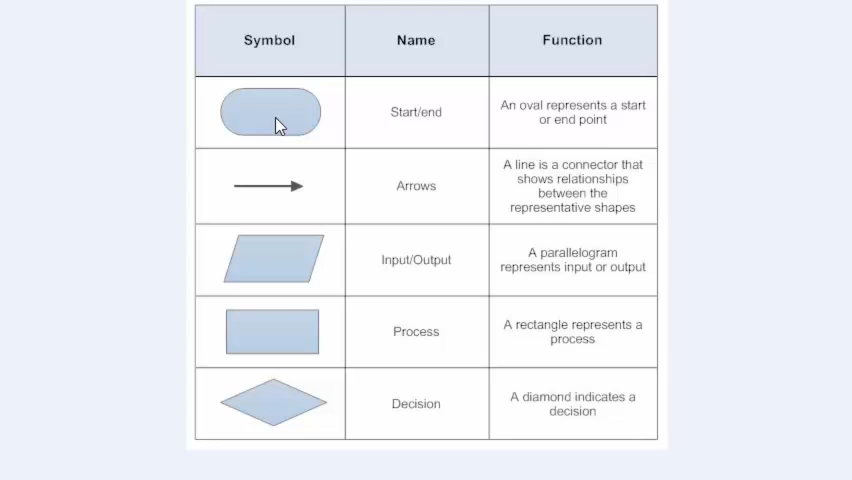 Symbol
Name
Function
Start/end
An oval represents a start
or end point
Arrows
A line is a connector that
shows relationships
between the
representative shapes
Input/Output
A parallelogram
represents input or output
Process
A rectangle represents a
process
Decision
A diamond indicates a
decision